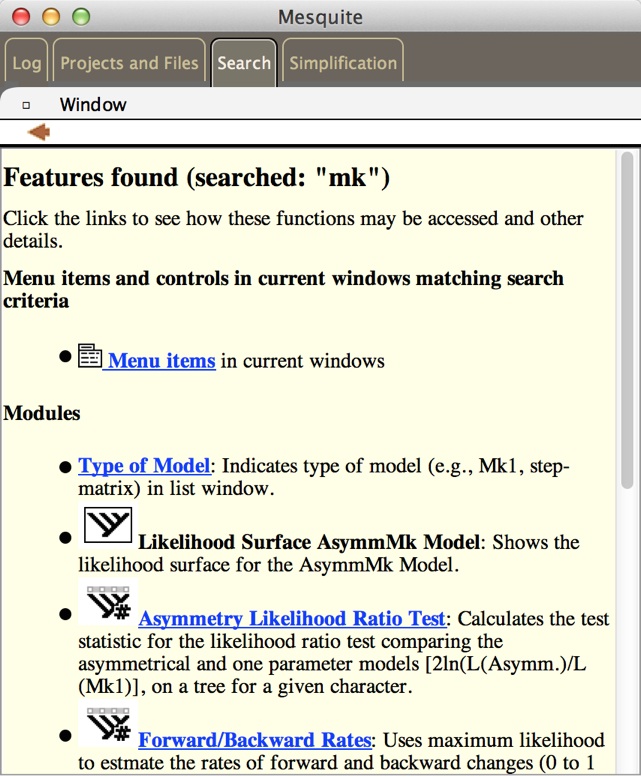 Mesquite
Log
Projects and Files
Search
Simplification
Window
Features found (searched: "mk")
Click the links to see how these functions may be accessed and other
details.
Menu items and controls in current windows matching search
criteria
Menu items in current windows
Modules
Type of Model: Indicates type of model (e.g., Mk1, step-
matrix) in list window.
Likelihood Surface AsymmMk Model: Shows the
likelihood surface for the AsymmMk Model.
Asymmetry Likelihood Ratio Test: Calculates the test
statistic for the likelihood ratio test comparing the
asymmetrical and one parameter models [2ln(L(Asymm.)/L
(Mk1)], on a tree for a given character.
Forward/Backward Rates: Uses maximum likelihood
to estmate the rates of forward and backward changes (0 to 1